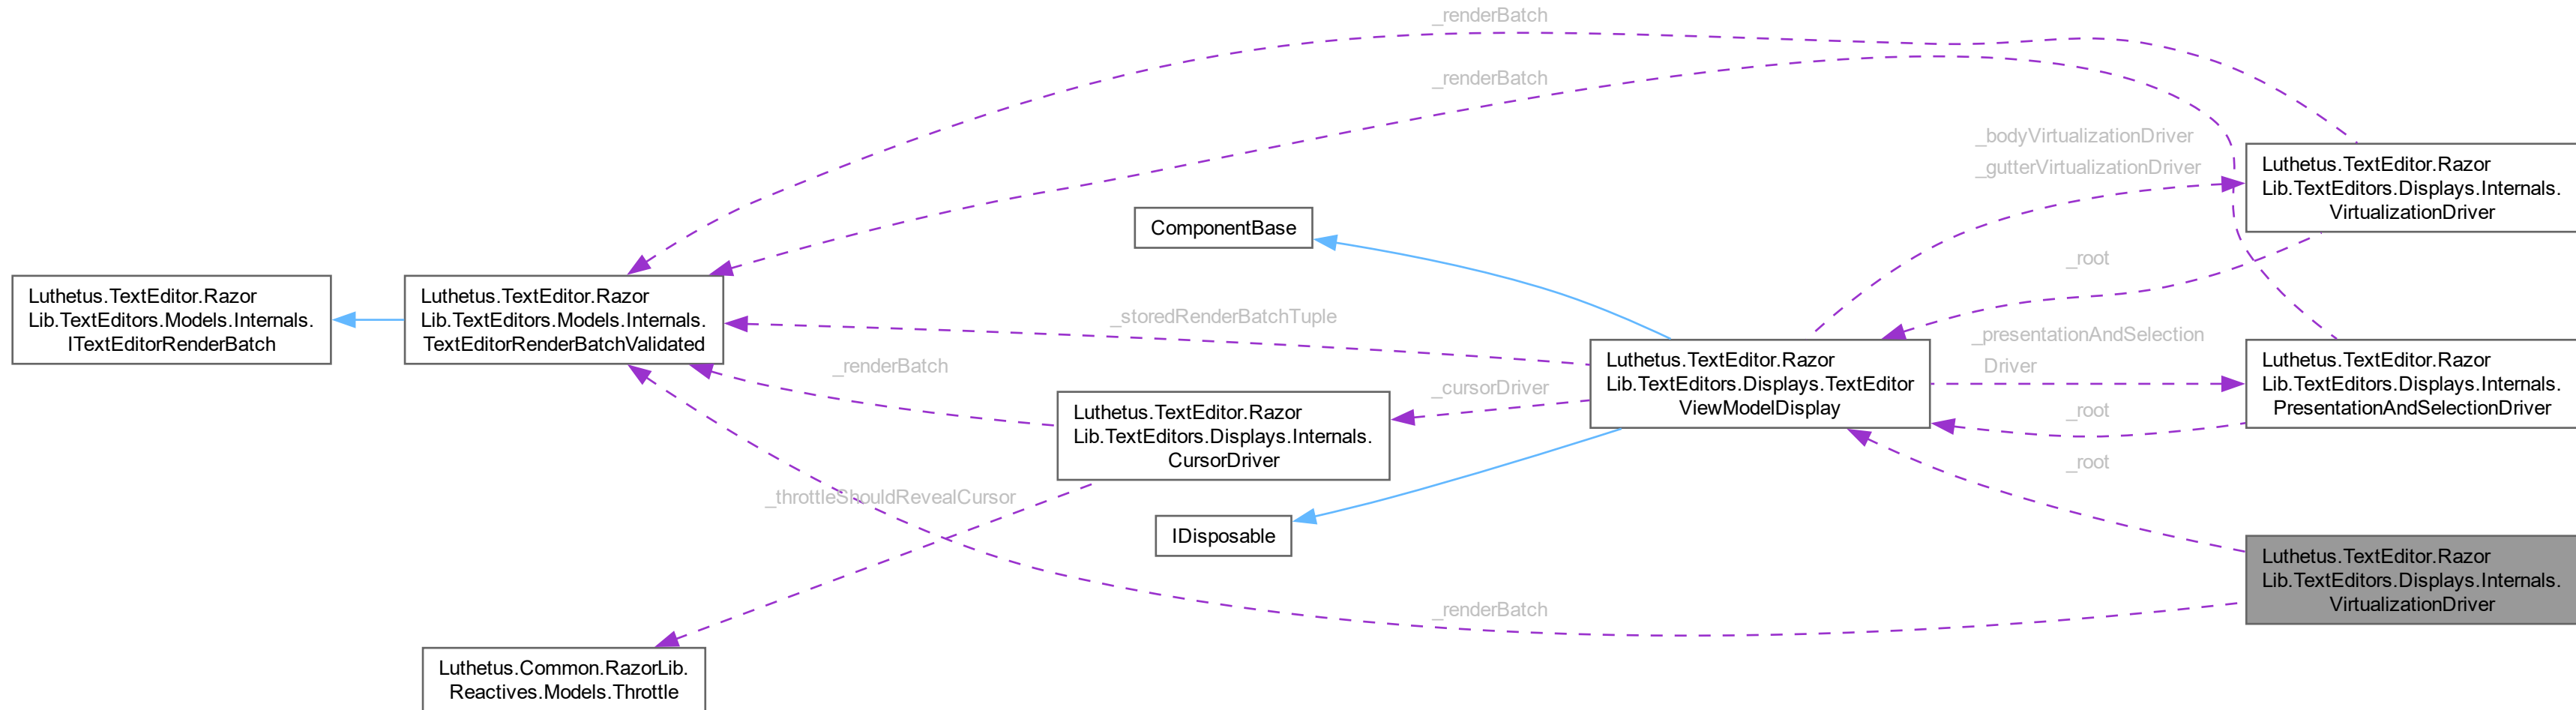 _renderBatch
_renderBatch
_bodyVirtualizationDriver
_gutterVirtualizationDriver
Luthetus.TextEditor.Razor
Lib.TextEditors.Displays.Internals.
VirtualizationDriver
ComponentBase
_root
Luthetus.TextEditor.Razor
Lib.TextEditors.Models.Internals.
ITextEditorRenderBatch
Luthetus.TextEditor.Razor
Lib.TextEditors.Models.Internals.
TextEditorRenderBatchValidated
_storedRenderBatchTuple
_renderBatch
_cursorDriver
Luthetus.TextEditor.Razor
Lib.TextEditors.Displays.TextEditor
ViewModelDisplay
_presentationAndSelection
Driver
Luthetus.TextEditor.Razor
Lib.TextEditors.Displays.Internals.
PresentationAndSelectionDriver
_root
_root
Luthetus.TextEditor.Razor
Lib.TextEditors.Displays.Internals.
CursorDriver
_throttleShouldRevealCursor
IDisposable
Luthetus.TextEditor.Razor
Lib.TextEditors.Displays.Internals.
VirtualizationDriver
_renderBatch
Luthetus.Common.RazorLib.
Reactives.Models.Throttle